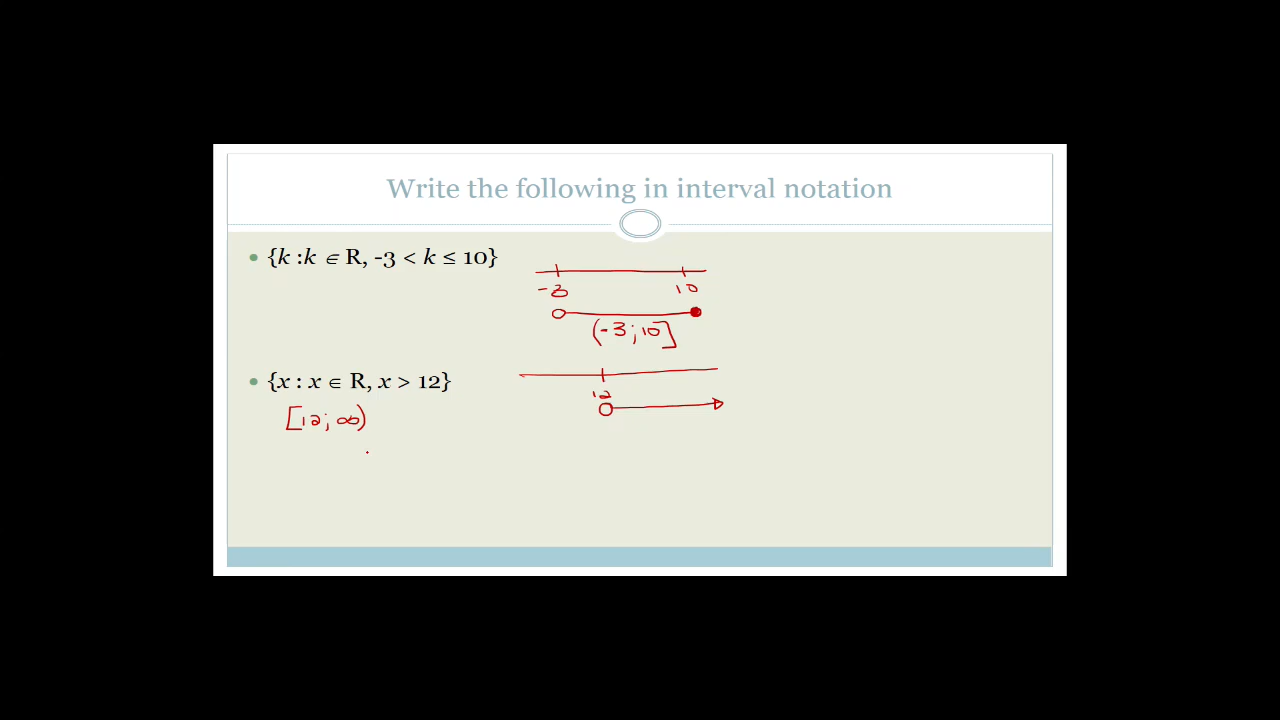 Write the following in interval notation
{k :k ∈ R, -3 < k ≤ 10}
-3 10
(-3;10]
{x : x ∈ R, x > 12}
12
[12; ∞)